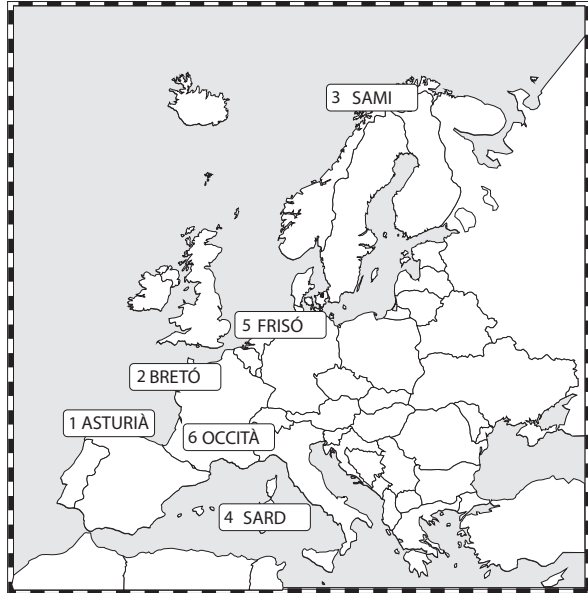 3 SAMI
5 FRISÓ
2 BRETÓ
1 ASTURIÀ
6 OCCITÀ
4 SARD